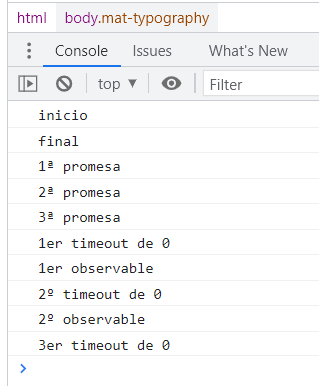 html body.mat-typography
Console Issues What's New
top ▼ Filter
inicio
final
1ª promesa
2ª promesa
3ª promesa
1er timeout de 0
1er observable
2º timeout de 0
2º observable
3er timeout de 0